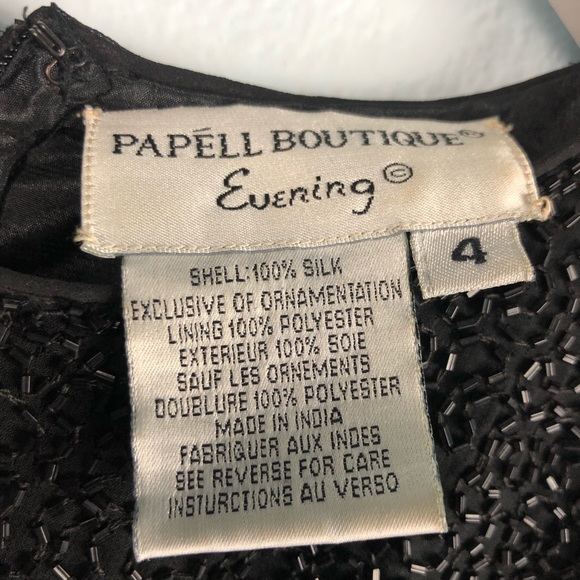 PAPÉLL BOUTIQUE®
Evening ©
4
SHELL:100% SILK
EXCLUSIVE OF ORNAMENTATION
LINING 100% POLYESTER
EXTERIEUR 100% SOIE
SAUF LES ORNEMENTS
DOUBLURE 100% POLYESTER
MADE IN INDIA
FABRIQUER AUX INDES
SEE REVERSE FOR CARE
INSTURCTIONS AU VERSO